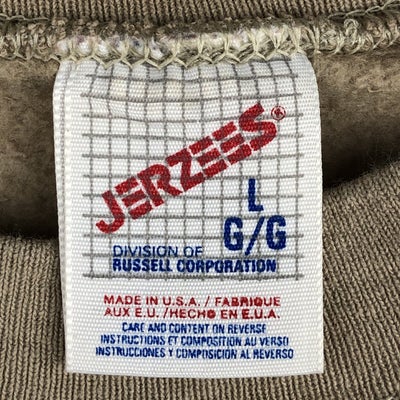 JERZEES®
L
G/G
DIVISION OF
RUSSELL CORPORATION
MADE IN U.S.A. / FABRIQUE
AUX E.U. /HECHO EN E.U.A.
CARE AND CONTENT ON REVERSE
INSTRUCTIONS ET COMPOSITION AU VERSO
INSTRUCCIONES Y COMPOSICIÓN AL REVERSO